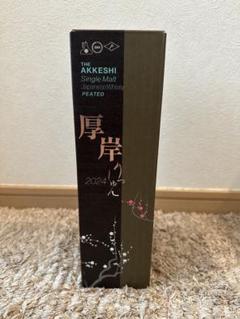 THE
AKKESHI
Single Malt
Japanese Whisky
PEATED
厚岸
2024